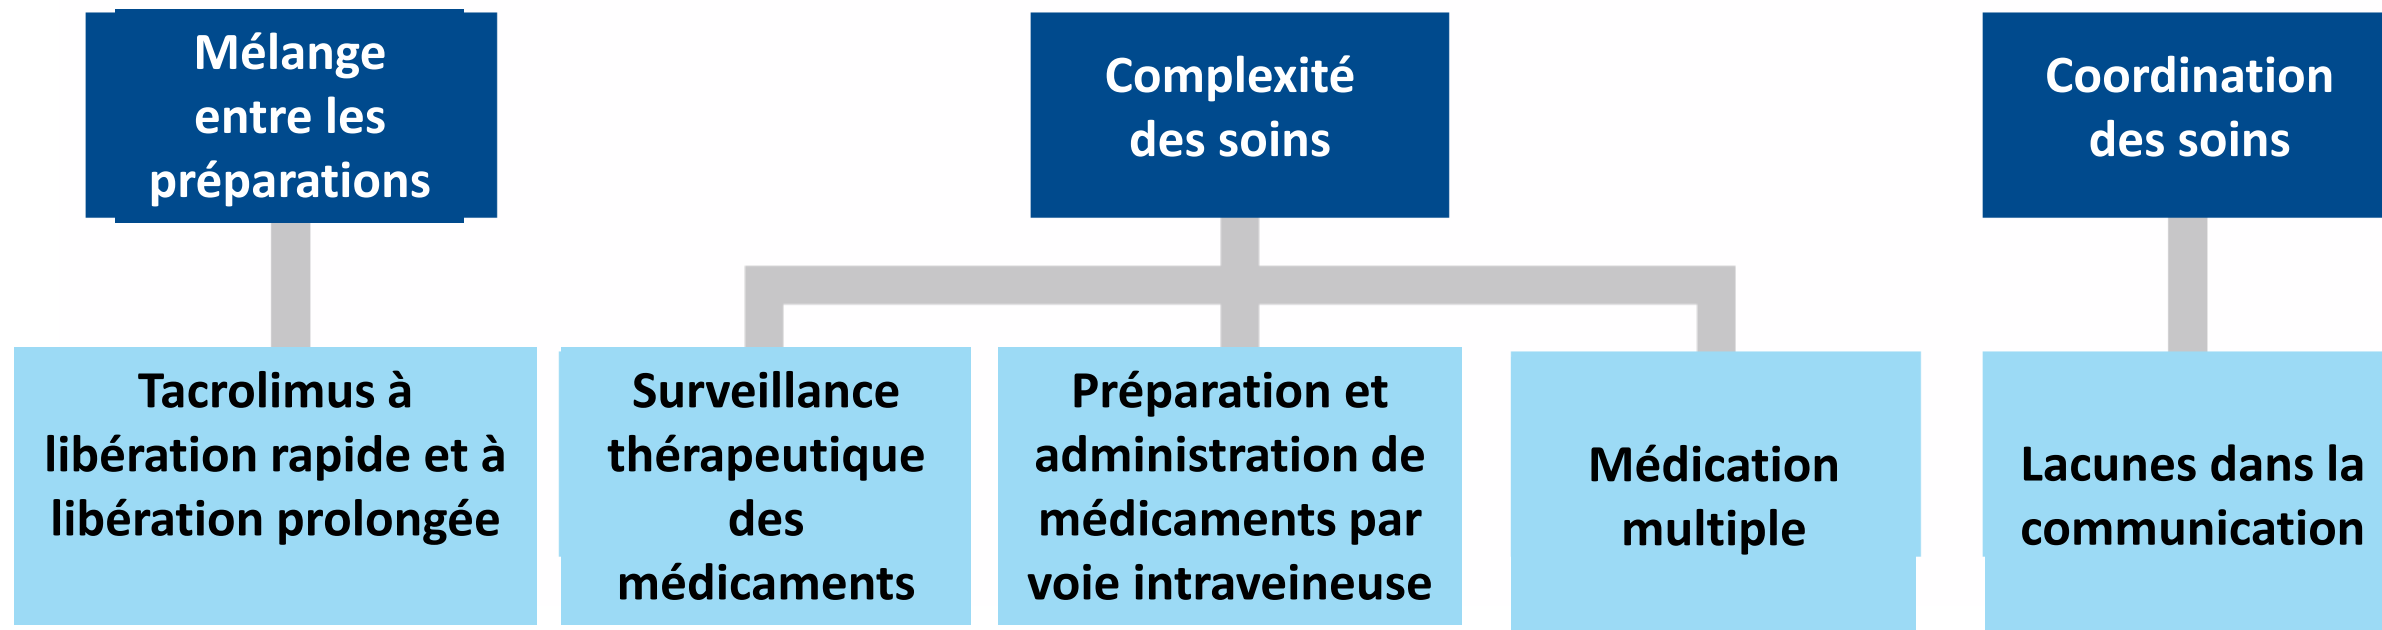 Mélange
entre les
préparations
Complexité
des soins
Coordination
des soins
Tacrolimus à
libération rapide et à
libération prolongée
Surveillance
thérapeutique
des
médicaments
Préparation et
administration de
médicaments par
voie intraveineuse
Médication
multiple
Lacunes dans la
communication